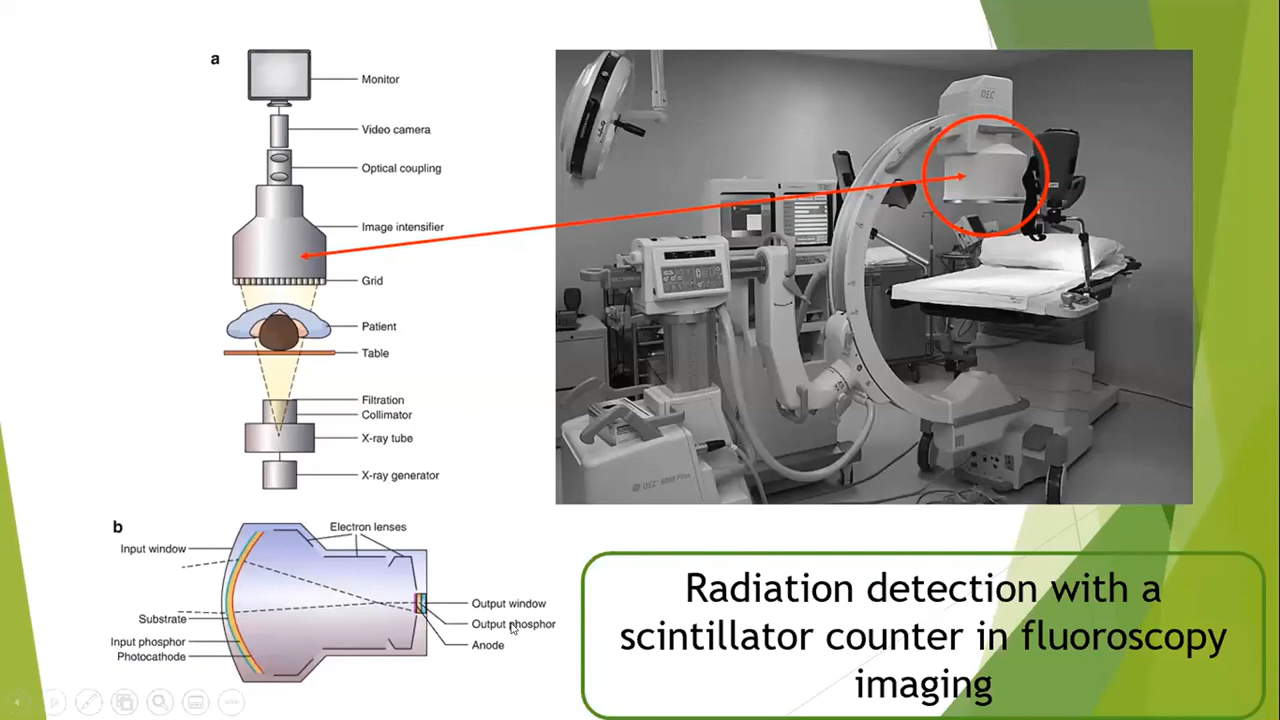 a
Monitor
Video camera
Optical coupling
Image intensifier
Grid
Patient
Table
Filtration
Collimator
X-ray tube
X-ray generator
OEC
b
Electron lenses
Input window
Substrate
Input phosphor
Photocathode
Output window
Output phosphor
Anode
Radiation detection with a
scintillator counter in fluoroscopy
imaging